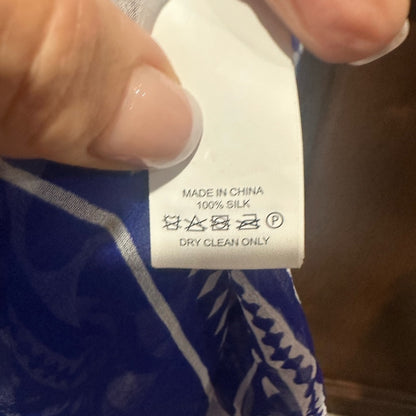 MADE IN CHINA
100% SILK
P
DRY CLEAN ONLY